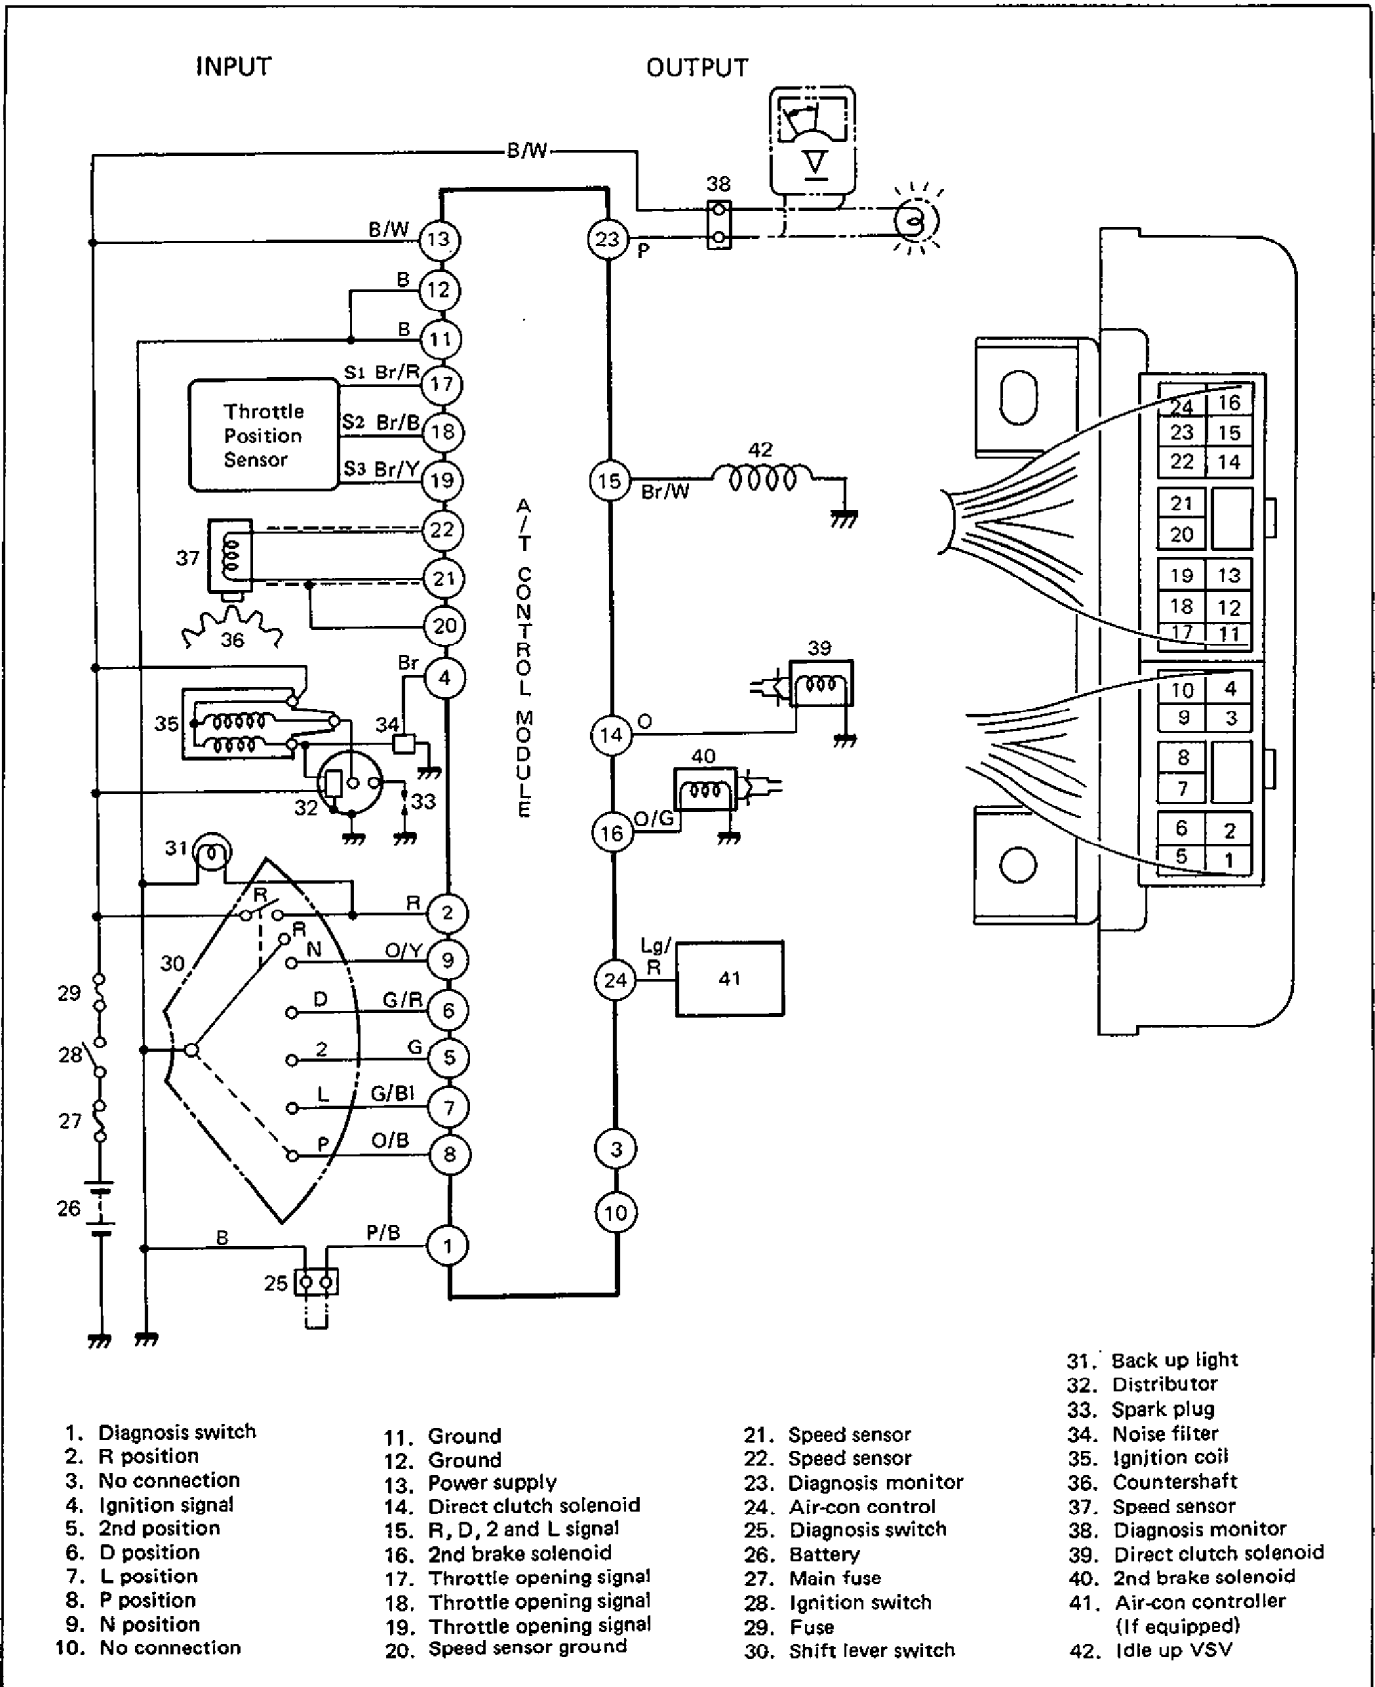 INPUT
OUTPUT
B/W
38
B/W
13
23
P
B
12
B
11
S1 Br/R
17
Throttle
Position
Sensor
S2 Br/B
18
S3 Br/Y
19
42
15
Br/W
A/T CONTROL MODULE
22
37
21
20
36
Br
4
39
35
34
14
O
40
32
33
16
O/G
31
R
R
2
R
N
O/Y
9
30
Lg/
R
24
41
29
D
G/R
6
28
2
G
5
L
G/Bl
7
27
P
O/B
8
3
26
10
B
P/B
1
25
24 16
23 15
22 14
21
20
19 13
18 12
17 11
10 4
9 3
8
7
6 2
5 1
1. Diagnosis switch
2. R position
3. No connection
4. Ignition signal
5. 2nd position
6. D position
7. L position
8. P position
9. N position
10. No connection
11. Ground
12. Ground
13. Power supply
14. Direct clutch solenoid
15. R, D, 2 and L signal
16. 2nd brake solenoid
17. Throttle opening signal
18. Throttle opening signal
19. Throttle opening signal
20. Speed sensor ground
21. Speed sensor
22. Speed sensor
23. Diagnosis monitor
24. Air-con control
25. Diagnosis switch
26. Battery
27. Main fuse
28. Ignition switch
29. Fuse
30. Shift lever switch
31. Back up light
32. Distributor
33. Spark plug
34. Noise filter
35. Ignition coil
36. Countershaft
37. Speed sensor
38. Diagnosis monitor
39. Direct clutch solenoid
40. 2nd brake solenoid
41. Air-con controller
(If equipped)
42. Idle up VSV